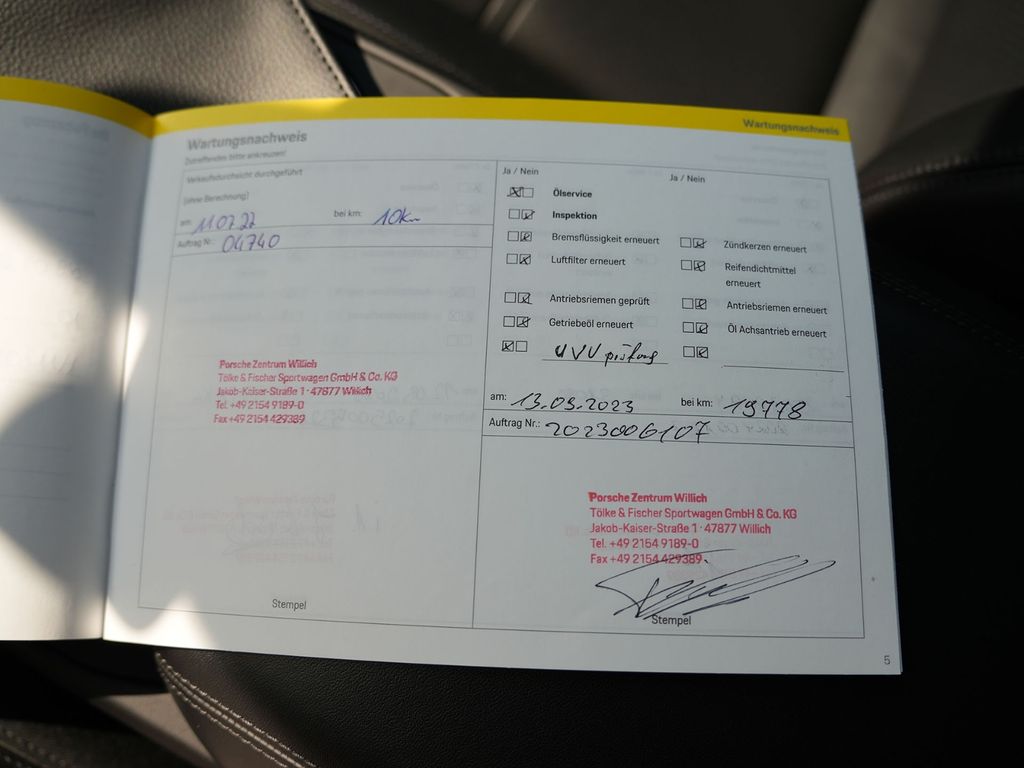 Wartungsnachweis
Wartungsnachweis
Zutreffendes bitte ankreuzen!
Verkaufsdurchsicht durchgeführt
(ohne Berechnung)
am: 11.07.22 bei km: 10km
Auftrag Nr.: 04740
Porsche Zentrum Willich
Tölke & Fischer Sportwagen GmbH & Co. KG
Jakob-Kaiser-Straße 1 · 47877 Willich
Tel. +49 2154 9189-0
Fax +49 2154 429389
Stempel
Ja / Nein Ja / Nein
Ölservice
Inspektion
Bremsflüssigkeit erneuert Zündkerzen erneuert
Luftfilter erneuert Reifendichtmittel
erneuert
Antriebsriemen geprüft Antriebsriemen erneuert
Getriebeöl erneuert Öl Achsantrieb erneuert
UVV prüfung
am: 13.09.2023 bei km: 19778
Auftrag Nr.: 2023006107
Porsche Zentrum Willich
Tölke & Fischer Sportwagen GmbH & Co. KG
Jakob-Kaiser-Straße 1 · 47877 Willich
Tel. +49 2154 9189-0
Fax +49 2154 429389
Stempel
5